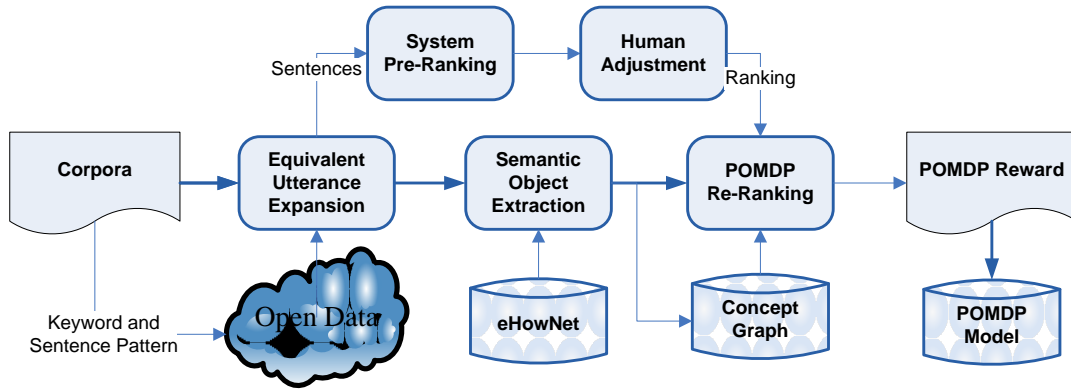 System
Pre-Ranking
Human
Adjustment
Sentences
Ranking
Corpora
Equivalent
Utterance
Expansion
Semantic
Object
Extraction
POMDP
Re-Ranking
POMDP Reward
Keyword and
Sentence Pattern
Open Data
eHowNet
Concept
Graph
POMDP
Model